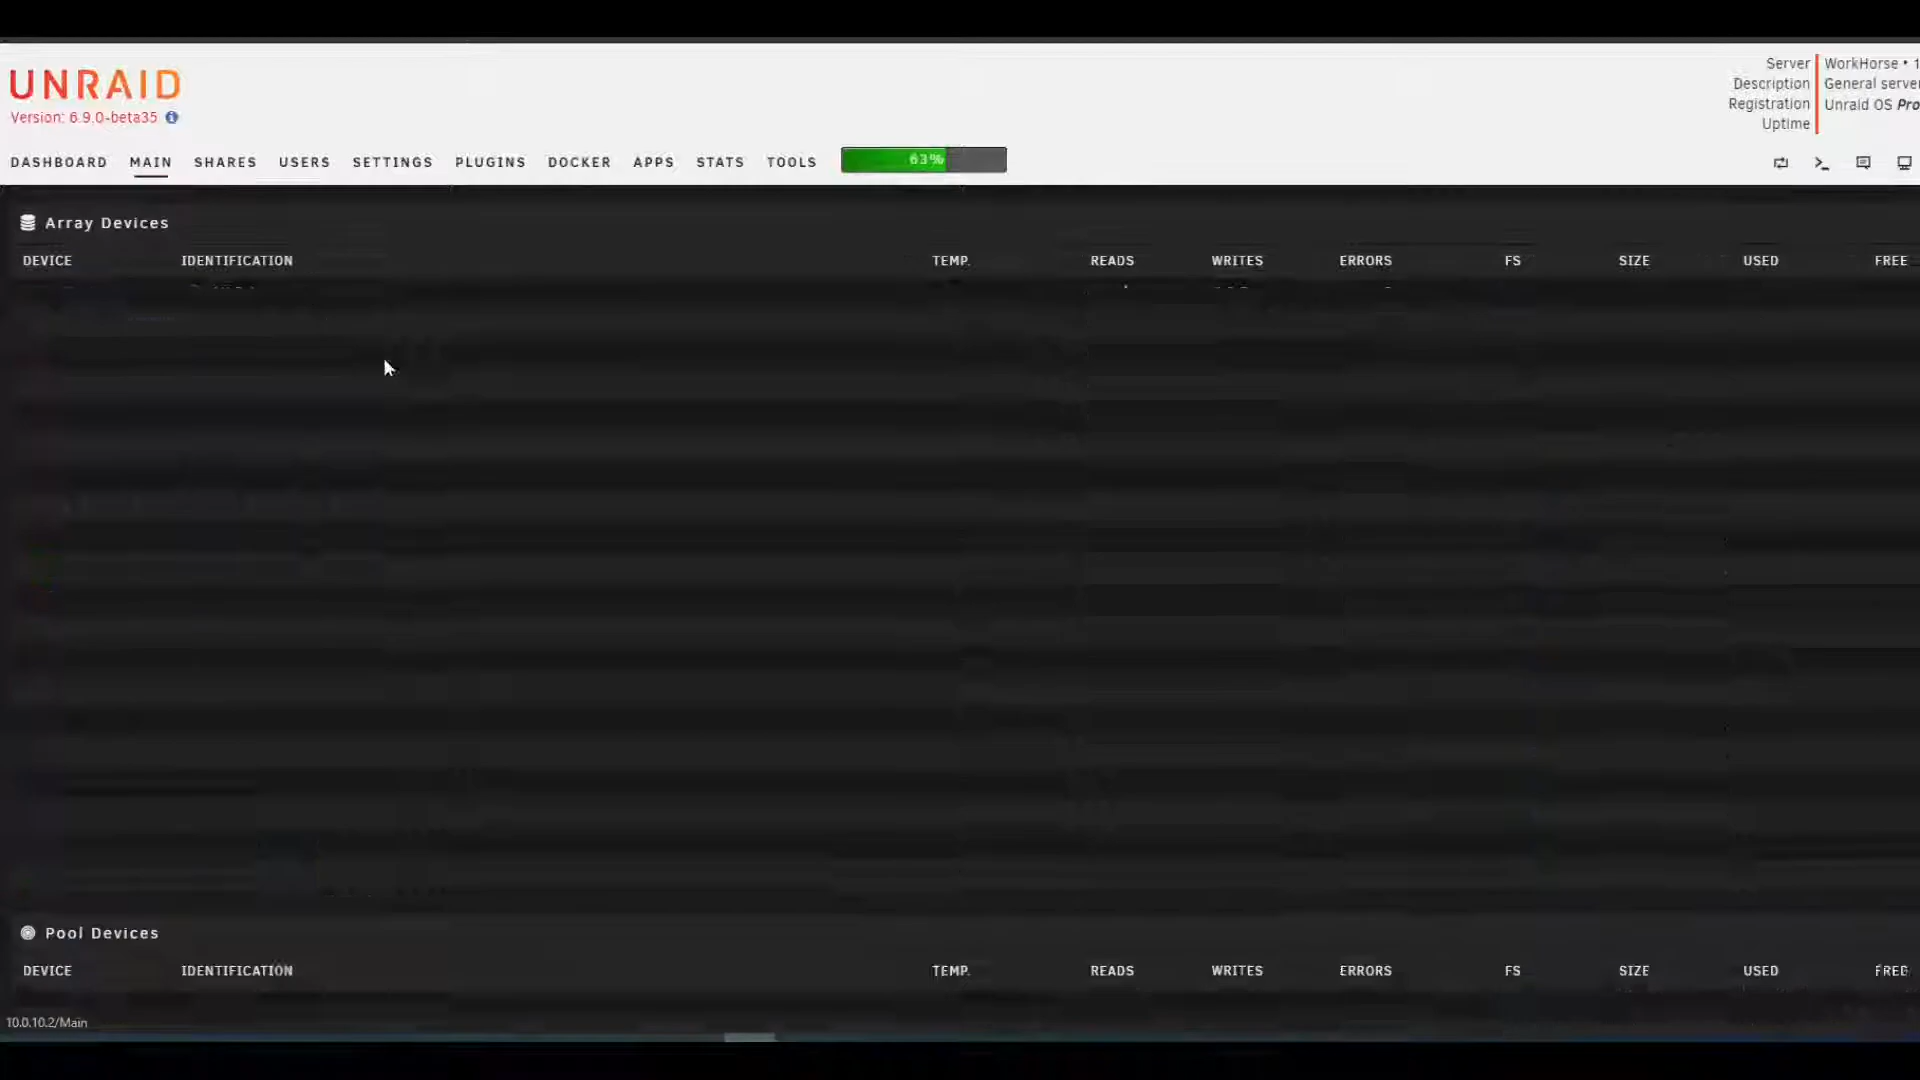 UNRAID
Version: 6.9.0-beta35
Server WorkHorse • 1
Description General server
Registration Unraid OS Pro
Uptime
DASHBOARD MAIN SHARES USERS SETTINGS PLUGINS DOCKER APPS STATS TOOLS 63%
Array Devices
DEVICE IDENTIFICATION TEMP. READS WRITES ERRORS FS SIZE USED FREE
Pool Devices
DEVICE IDENTIFICATION TEMP. READS WRITES ERRORS FS SIZE USED FREE
10.0.10.2/Main